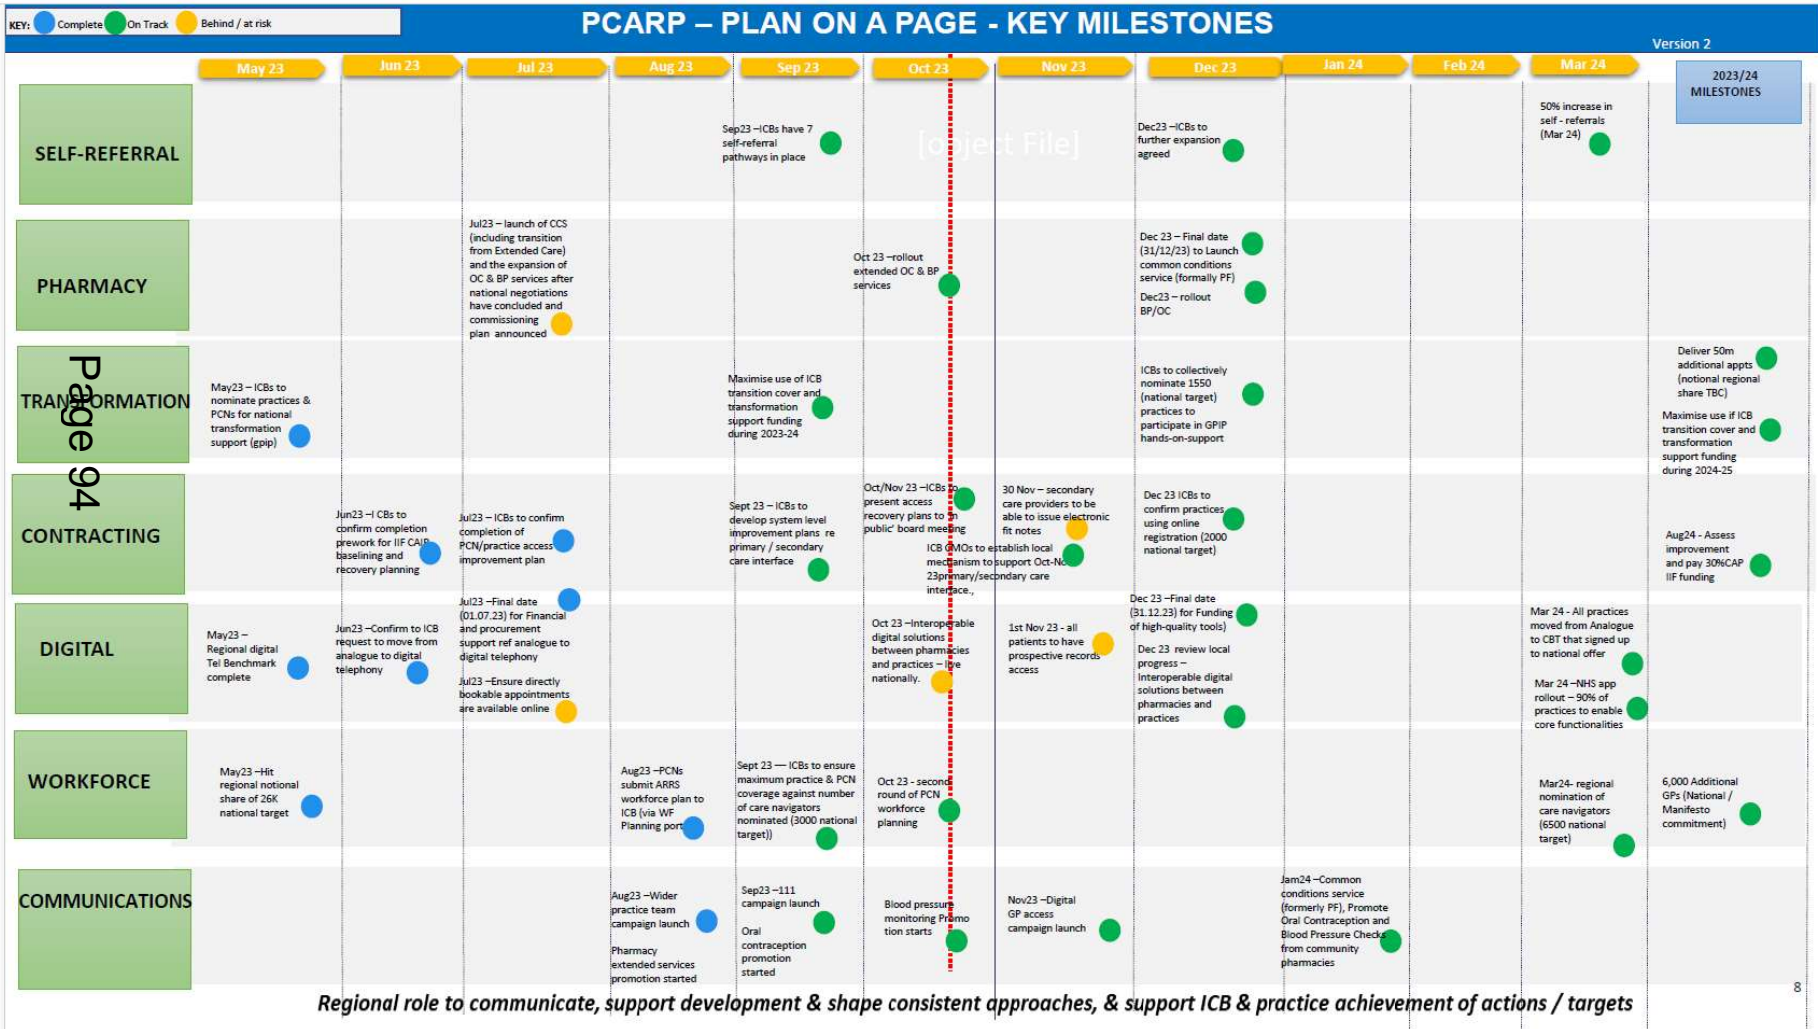 KEY: Complete On Track Behind / at risk
PCARP – PLAN ON A PAGE - KEY MILESTONES
Version 2
May 23
Jun 23
Jul 23
Aug 23
Sep 23
Oct 23
Nov 23
Dec 23
Jan 24
Feb 24
Mar 24
2023/24
MILESTONES
SELF-REFERRAL
Sep23 –ICBs have 7
self-referral
pathways in place
[object File]
Dec23 –ICBs to
further expansion
agreed
50% increase in
self - referrals
(Mar 24)
PHARMACY
Jul23 – launch of CCS
(including transition
from Extended Care)
and the expansion of
OC & BP services after
national negotiations
have concluded and
commissioning
plan announced
Oct 23 –rollout
extended OC & BP
services
Dec 23 – Final date
(31/12/23) to Launch
common conditions
service (formally PF)
Dec23 – rollout
BP/OC
TRANSFORMATION
Page 94
May23 – ICBs to
nominate practices &
PCNs for national
transformation
support (gpip)
Maximise use of ICB
transition cover and
transformation
support funding
during 2023-24
ICBs to collectively
nominate 1550
(national target)
practices to
participate in GPIP
hands-on-support
Deliver 50m
additional appts
(notional regional
share TBC)
Maximise use if ICB
transition cover and
transformation
support funding
during 2024-25
CONTRACTING
Jun23 –I CBs to
confirm completion
prework for IIF CAIP
baselining and
recovery planning
Jul23 – ICBs to confirm
completion of
PCN/practice access
improvement plan
Sept 23 – ICBs to
develop system level
improvement plans re
primary / secondary
care interface
Oct/Nov 23 –ICBs to
present access
recovery plans to 'in
public' board meeting
ICB CMOs to establish local
mechanism to support Oct-Nov
23primary/secondary care
interface.,
30 Nov – secondary
care providers to be
able to issue electronic
fit notes
Dec 23 ICBs to
confirm practices
using online
registration (2000
national target)
Aug24 - Assess
improvement
and pay 30%CAP
IIF funding
DIGITAL
May23 –
Regional digital
Tel Benchmark
complete
Jun23 –Confirm to ICB
request to move from
analogue to digital
telephony
Jul23 –Final date
(01.07.23) for Financial
and procurement
support ref analogue to
digital telephony
Jul23 –Ensure directly
bookable appointments
are available online
Oct 23 –Interoperable
digital solutions
between pharmacies
and practices – live
nationally.
1st Nov 23 - all
patients to have
prospective records
access
Dec 23 –Final date
(31.12.23) for Funding
of high-quality tools)
Dec 23 review local
progress –
Interoperable digital
solutions between
pharmacies and
practices
Mar 24 - All practices
moved from Analogue
to CBT that signed up
to national offer
Mar 24 –NHS app
rollout – 90% of
practices to enable
core functionalities
WORKFORCE
May23 –Hit
regional notional
share of 26K
national target
Aug23 –PCNs
submit ARRS
workforce plan to
ICB (via WF
Planning port
Sept 23 –– ICBs to ensure
maximum practice & PCN
coverage against number
of care navigators
nominated (3000 national
target))
Oct 23 - second
round of PCN
workforce
planning
Mar24- regional
nomination of
care navigators
(6500 national
target)
6,000 Additional
GPs (National /
Manifesto
commitment)
COMMUNICATIONS
Aug23 –Wider
practice team
campaign launch
Pharmacy
extended services
promotion started
Sep23 –111
campaign launch
Oral
contraception
promotion
started
Blood pressure
monitoring Promo
tion starts
Nov23 –Digital
GP access
campaign launch
Jam24 –Common
conditions service
(formerly PF), Promote
Oral Contraception and
Blood Pressure Checks
from community
pharmacies
8
Regional role to communicate, support development & shape consistent approaches, & support ICB & practice achievement of actions / targets